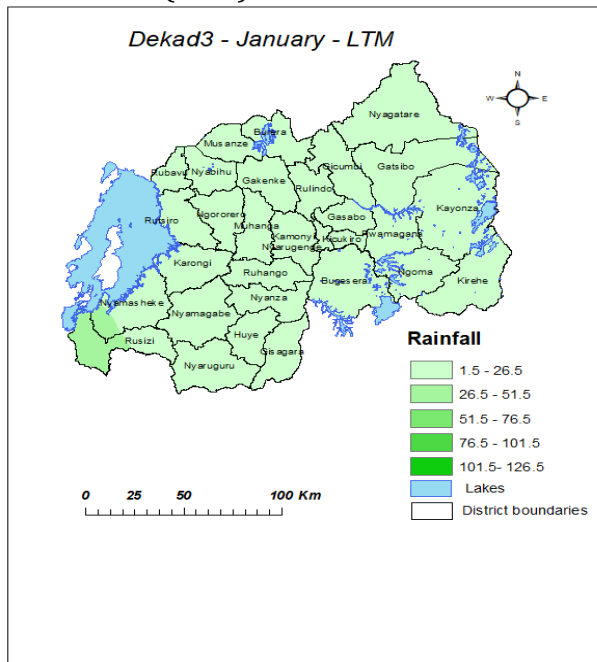 Dekad3 - January - LTM
N
W E
S
Nyagatare
Burera
Musanze
Gicumbi
Gatsibo
Rubavu
Nyabihu
Gakenke
Rulindo
Kayonza
Rutsiro
Ngororero
Muhanga
Gasabo
Kamonyi
Rwamagana
Nyarugenge
Kicukiro
Karongi
Ruhango
Bugesera
Ngoma
Kirehe
Nyamasheke
Nyanza
Nyamagabe
Rusizi
Huye
Gisagara
Nyaruguru
Rainfall
1.5 - 26.5
26.5 - 51.5
51.5 - 76.5
76.5 - 101.5
101.5- 126.5
Lakes
District boundaries
0 25 50 100 Km